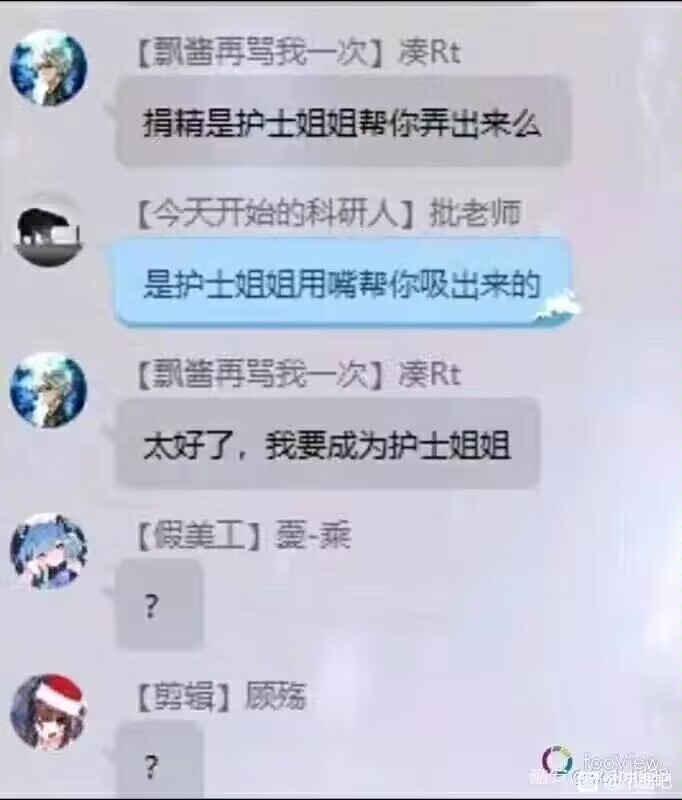 【飘酱再骂我一次】凑Rt
捐精是护士姐姐帮你弄出来么
【今天开始的科研人】批老师
是护士姐姐用嘴帮你吸出来的
【飘酱再骂我一次】凑Rt
太好了，我要成为护士姐姐
【假美工】霎-乘
？
【剪辑】顾殇
？
fooView